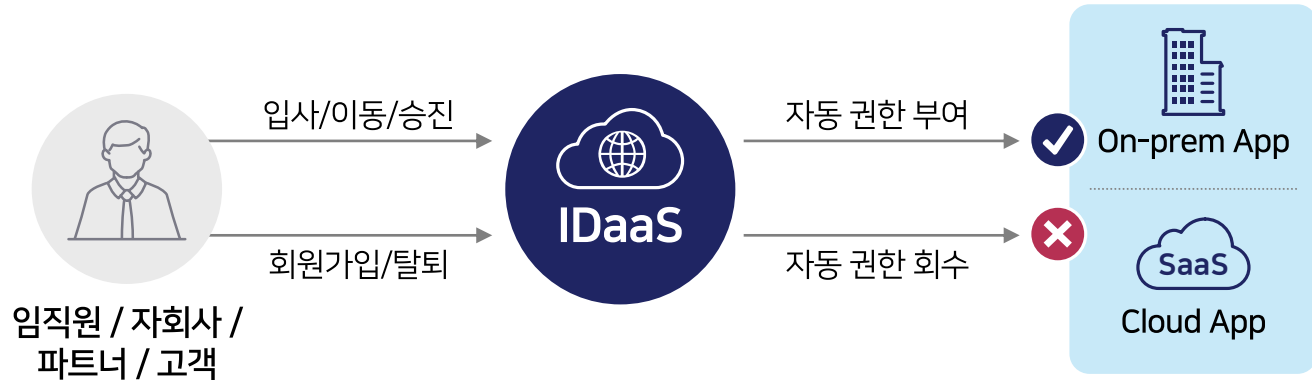 임직원 / 자회사 /
파트너 / 고객
입사/이동/승진
회원가입/탈퇴
IDaaS
자동 권한 부여
자동 권한 회수
On-prem App
SaaS
Cloud App